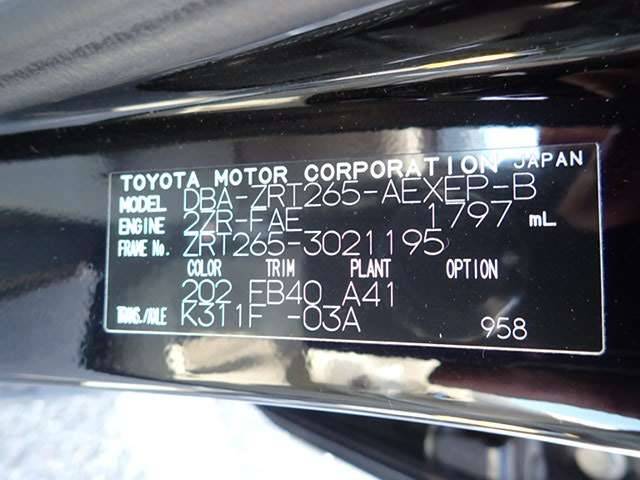 TOYOTA MOTOR CORPORATION JAPAN
MODEL DBA-ZRT265-AEXEP-B
ENGINE 2ZR-FAE 1797 mL
FRAME No. ZRT265-3021195
COLOR TRIM PLANT OPTION
202 FB40 A41
TRANS./AXLE K311F -03A 958